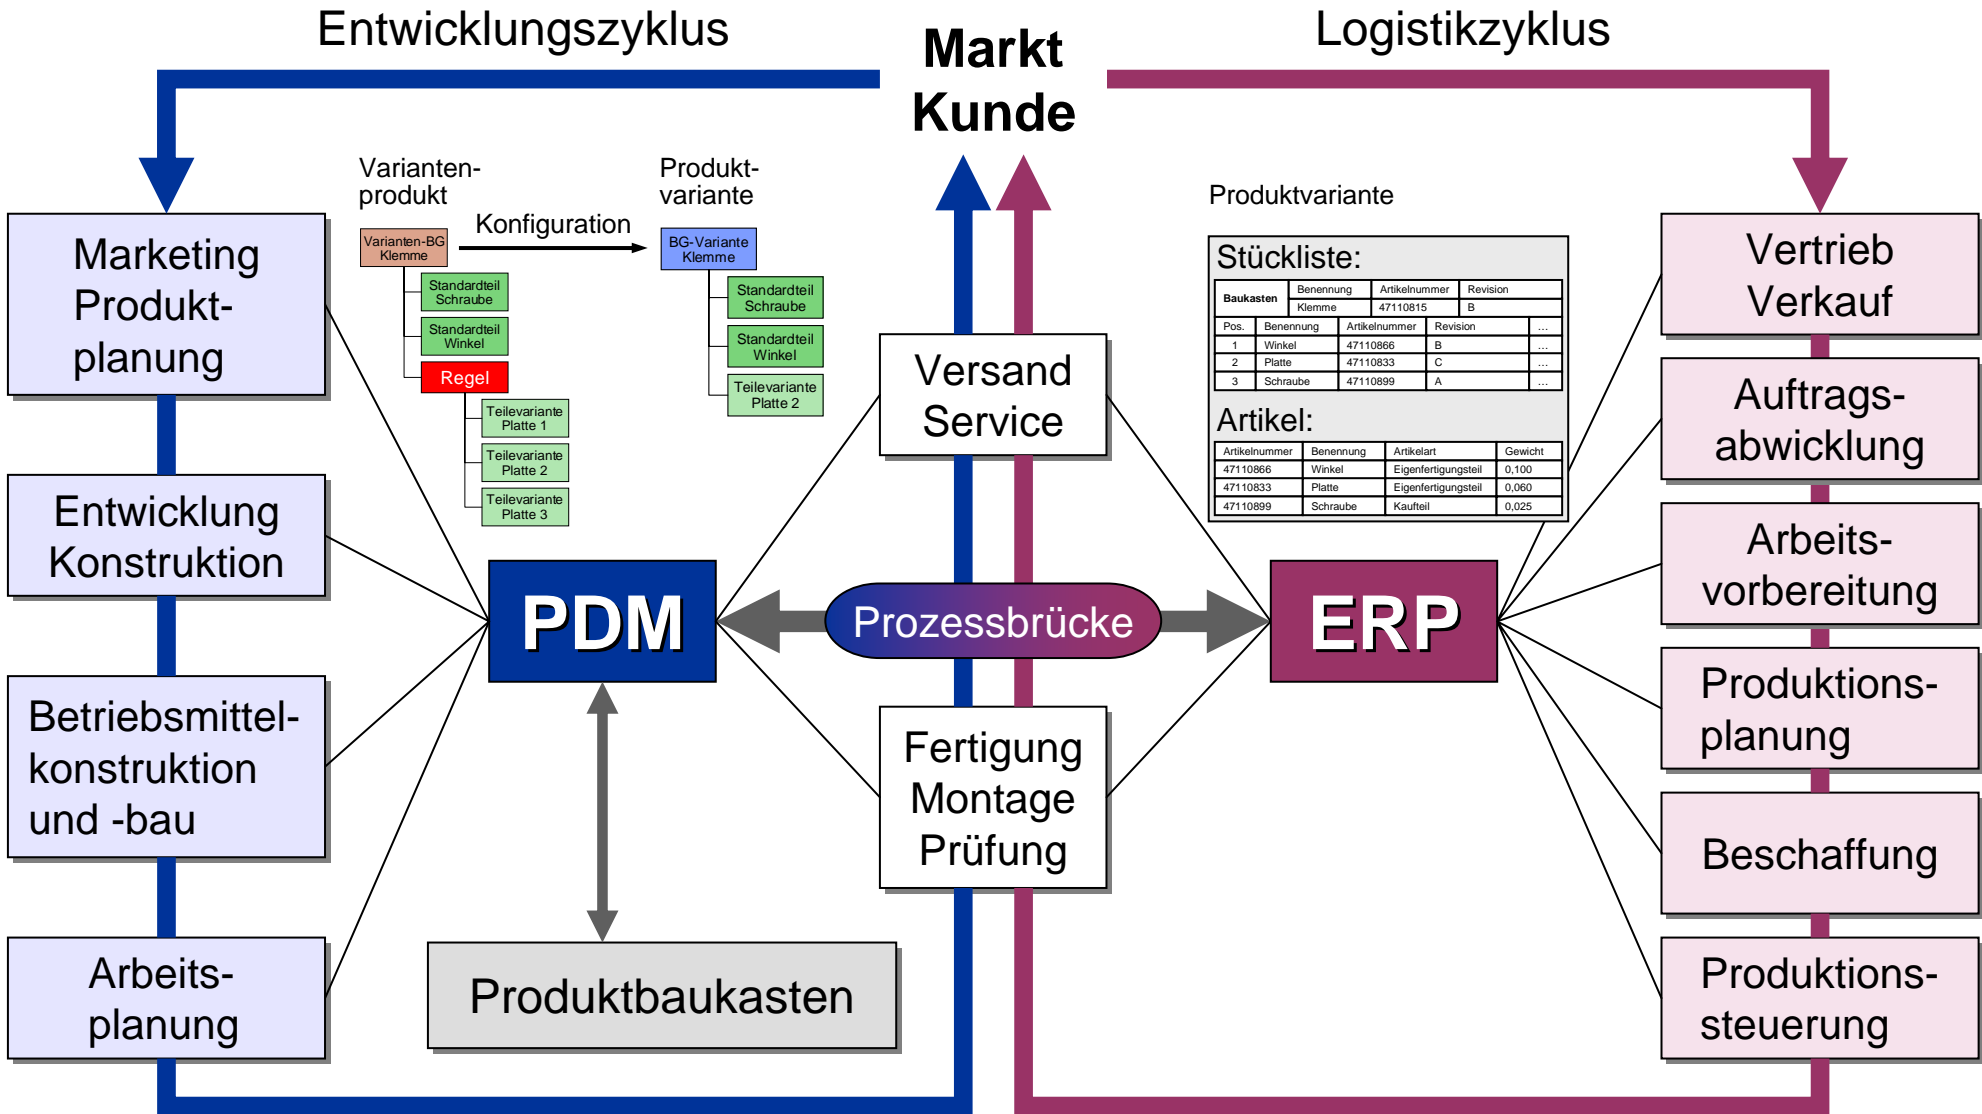 Entwicklungszyklus
Markt
Kunde
Logistikzyklus
Marketing
Produkt-
planung
Entwicklung
Konstruktion
Betriebsmittel-
konstruktion
und -bau
Arbeits-
planung
Varianten-
produkt
Konfiguration
Produkt-
variante
Varianten-BG
Klemme
Standardteil
Schraube
Standardteil
Winkel
Regel
Teilevariante
Platte 1
Teilevariante
Platte 2
Teilevariante
Platte 3
BG-Variante
Klemme
Standardteil
Schraube
Standardteil
Winkel
Teilevariante
Platte 2
PDM
Produktbaukasten
Versand
Service
Prozessbrücke
Fertigung
Montage
Prüfung
Produktvariante
Stückliste:
Baukasten Benennung Artikelnummer Revision
Klemme 47110815 B
Pos. Benennung Artikelnummer Revision ...
1 Winkel 47110866 B ...
2 Platte 47110833 C ...
3 Schraube 47110899 A ...
Artikel:
Artikelnummer Benennung Artikelart Gewicht
47110866 Winkel Eigenfertigungsteil 0,100
47110833 Platte Eigenfertigungsteil 0,060
47110899 Schraube Kaufteil 0,025
ERP
Vertrieb
Verkauf
Auftrags-
abwicklung
Arbeits-
vorbereitung
Produktions-
planung
Beschaffung
Produktions-
steuerung